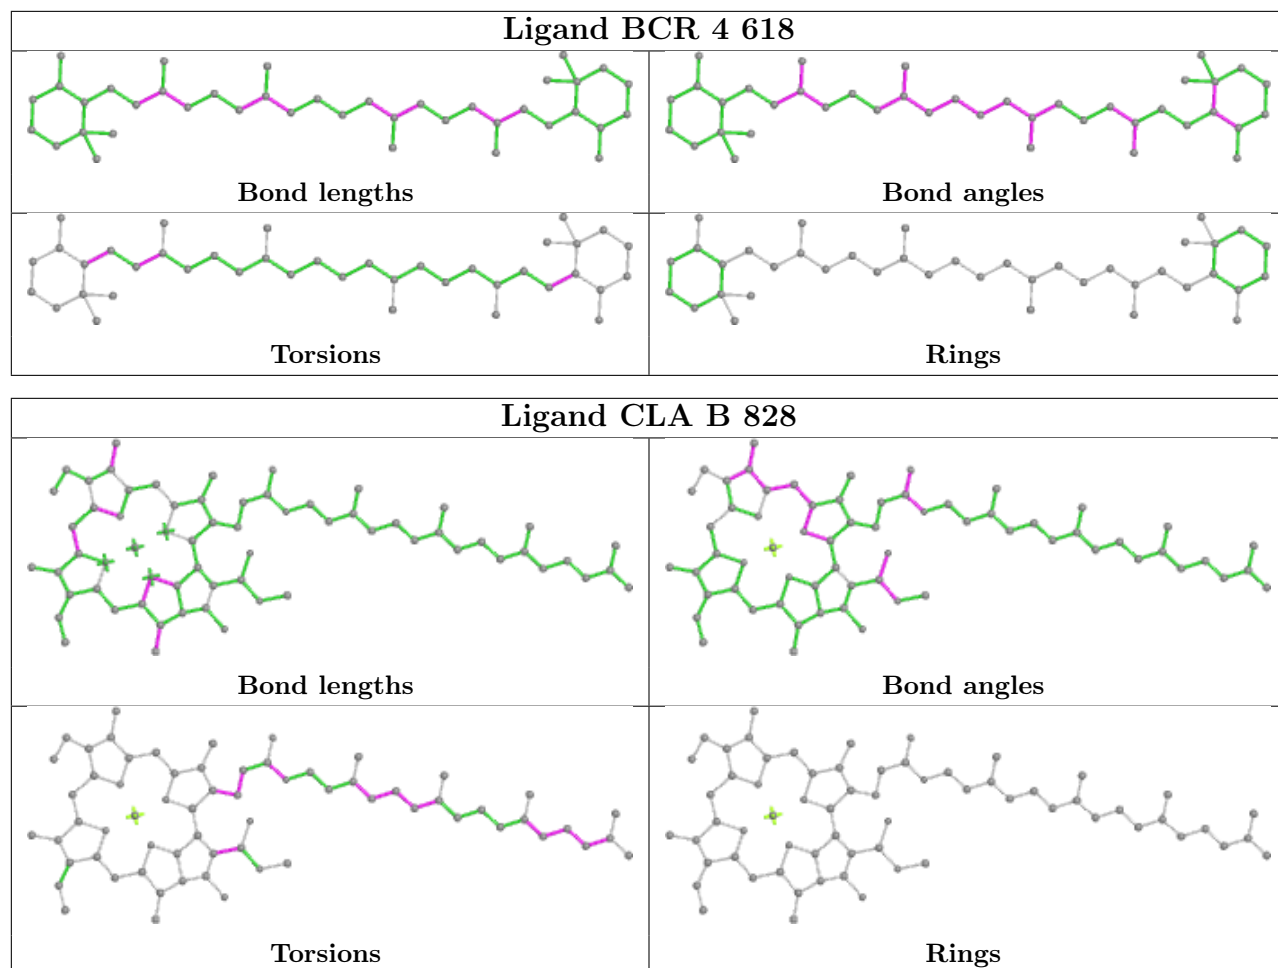 Ligand BCR 4 618
Bond lengths
Bond angles
Torsions
Rings
Ligand CLA B 828
Bond lengths
Bond angles
Torsions
Rings